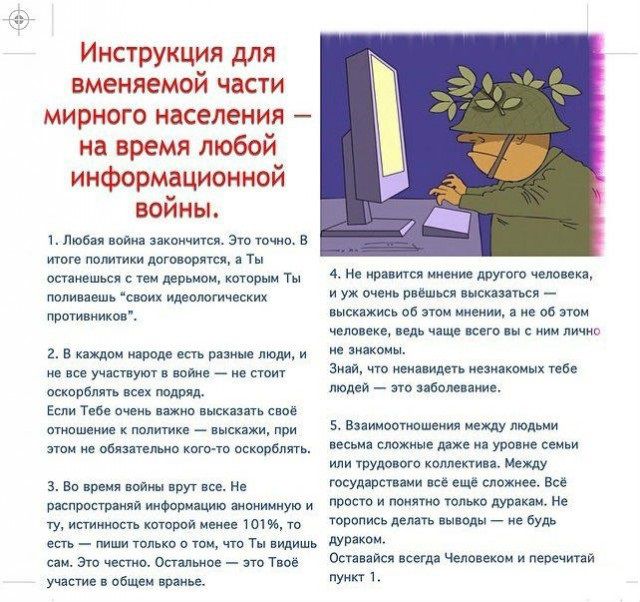 Инструкция для
вменяемой части
мирного населения —
на время любой
информационной
войны.
1. Любая война закончится. Это точно. В
итоге политики договорятся, а Ты
останешься с тем дерьмом, которым Ты
поливаешь “своих идеологических
противников”.
2. В каждом народе есть разные люди, и
не все участвуют в войне — не стоит
оскорблять всех подряд.
Если Тебе очень важно высказать своё
отношение к политике — выскажи, при
этом не обязательно кого-то оскорблять.
3. Во время войны врут все. Не
распространяй информацию анонимную и
ту, истинность которой менее 101%, то
есть — пиши только о том, что Ты видишь
сам. Это честно. Остальное — это Твоё
участие в общем вранье.
4. Не нравится мнение другого человека,
и уж очень рвёшься высказаться —
выскажись об этом мнении, а не об этом
человеке, ведь чаще всего вы с ним лично
не знакомы.
Знай, что ненавидеть незнакомых тебе
людей — это заболевание.
5. Взаимоотношения между людьми
весьма сложные даже на уровне семьи
или трудового коллектива. Между
государствами всё ещё сложнее. Всё
просто и понятно только дуракам. Не
торопись делать выводы — не будь
дураком.
Оставайся всегда Человеком и перечитай
пункт 1.